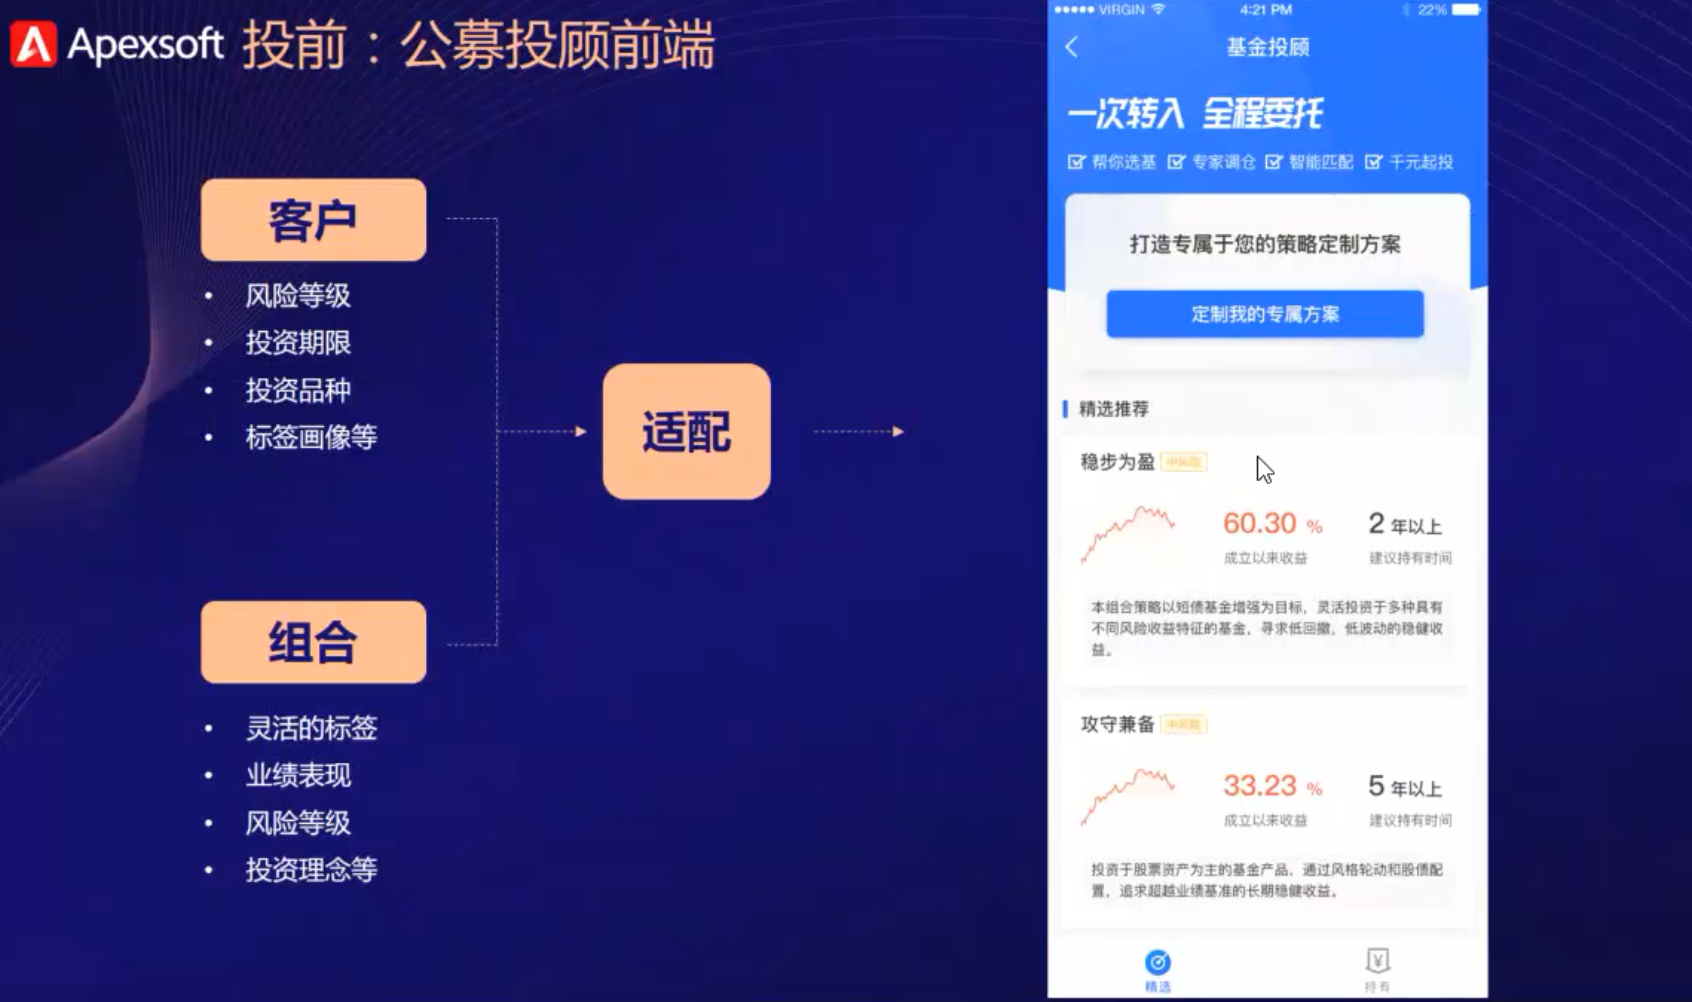 Apexsoft 投前：公募投顾前端
客户
• 风险等级
• 投资期限
• 投资品种
• 标签画像等
适配
组合
• 灵活的标签
• 业绩表现
• 风险等级
• 投资理念等
VIRGIN 4:21 PM 22%
基金投顾
一次转入 全程委托
帮你选基 专家调仓 智能匹配 千元起投
打造专属于您的策略定制方案
定制我的专属方案
精选推荐
稳步为盈 中风险
60.30 % 2 年以上
成立以来收益 建议持有时间
本组合策略以短债基金增强为目标，灵活投资于多种具有
不同风险收益特征的基金，寻求低回撤，低波动的稳健收
益。
攻守兼备 中风险
33.23 % 5 年以上
成立以来收益 建议持有时间
投资于股票资产为主的基金产品，通过风格轮动和股债配
置，追求超越业绩基准的长期稳健收益。
精选 持有